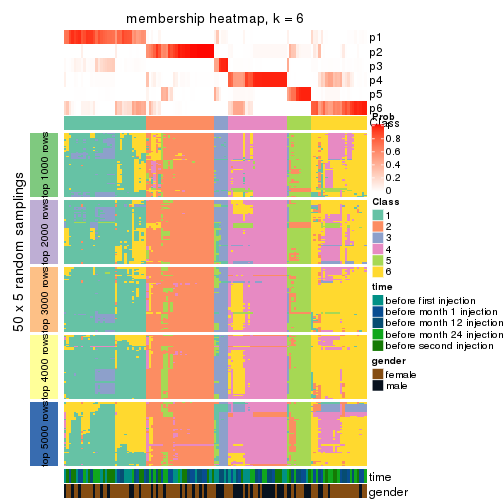 membership heatmap, k = 6
p1
p2
p3
p4
p5
p6
Class
Prob
1
0.8
0.6
0.4
0.2
0
Class
1
2
3
4
5
6
time
before first injection
before month 1 injection
before month 12 injection
before month 24 injection
before second injection
gender
female
male
50 x 5 random samplings
top 1000 rows
top 2000 rows
top 3000 rows
top 4000 rows
top 5000 rows
time
gender